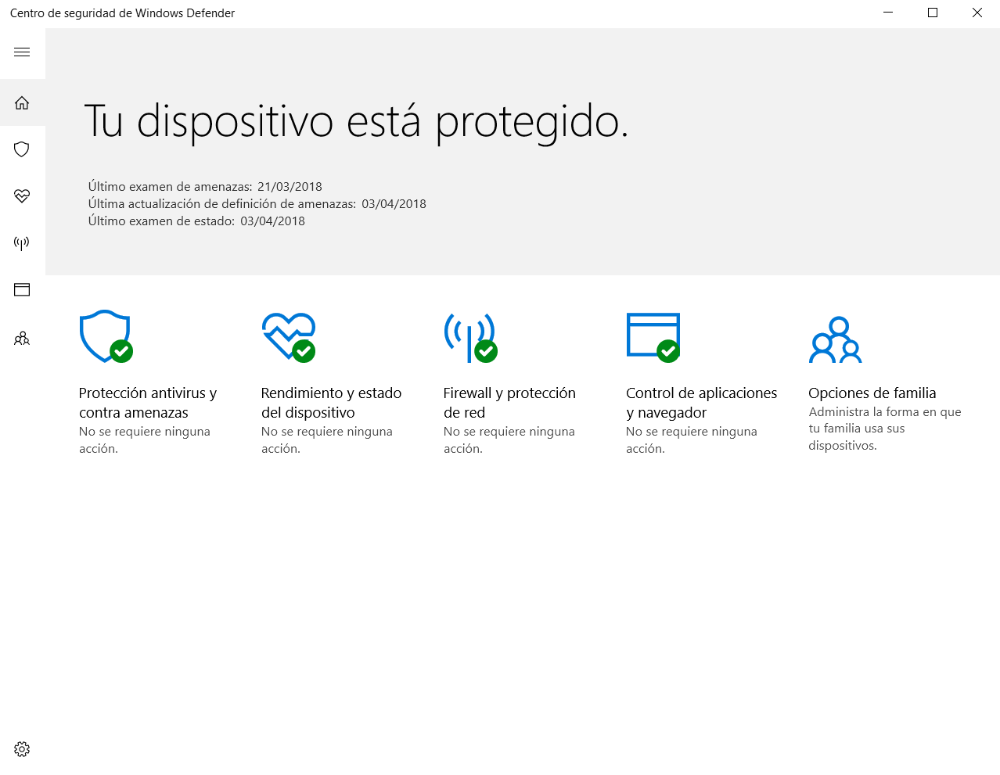 Centro de seguridad de Windows Defender
Tu dispositivo está protegido.
Último examen de amenazas: 21/03/2018
Última actualización de definición de amenazas: 03/04/2018
Último examen de estado: 03/04/2018
Protección antivirus y
contra amenazas
No se requiere ninguna
acción.
Rendimiento y estado
del dispositivo
No se requiere ninguna
acción.
Firewall y protección
de red
No se requiere ninguna
acción.
Control de aplicaciones
y navegador
No se requiere ninguna
acción.
Opciones de familia
Administra la forma en que
tu familia usa sus
dispositivos.